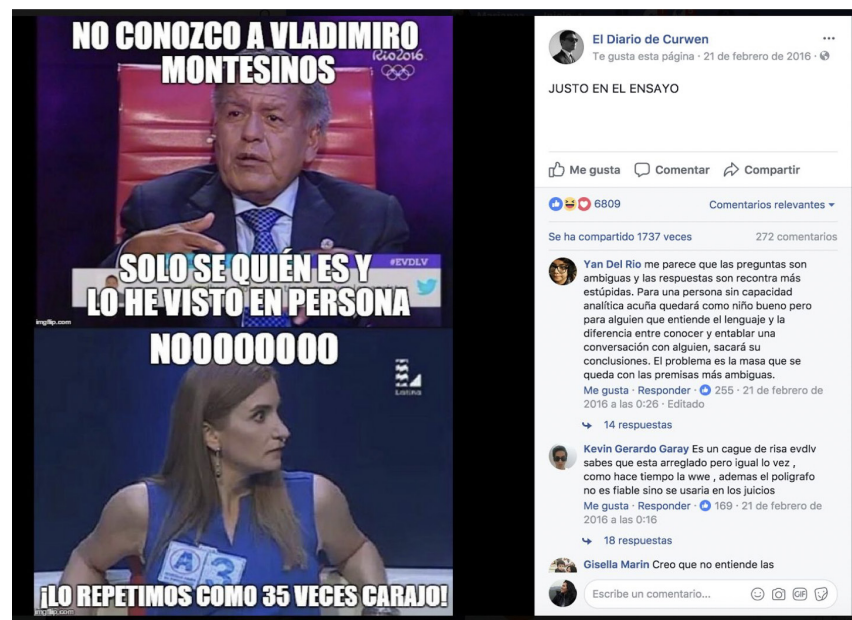 NO CONOZCO A VLADIMIRO
MONTESINOS
Rio2016
#EVDLV
SOLO SE QUIÉN ES Y
LO HE VISTO EN PERSONA
imgflip.com
NOOOOOOOO
Latina
A 3
¡LO REPETIMOS COMO 35 VECES CARAJO!
imgflip.com
El Diario de Curwen
Te gusta esta página · 21 de febrero de 2016 ·
JUSTO EN EL ENSAYO
Me gusta Comentar Compartir
6809 Comentarios relevantes
Se ha compartido 1737 veces 272 comentarios
Yan Del Rio me parece que las preguntas son
ambiguas y las respuestas son recontra más
estúpidas. Para una persona sin capacidad
analítica acuña quedará como niño bueno pero
para alguien que entiende el lenguaje y la
diferencia entre conocer y entablar una
conversación con alguien, sacará su
conclusiones. El problema es la masa que se
queda con las premisas más ambiguas.
Me gusta · Responder · 255 · 21 de febrero de
2016 a las 0:26 · Editado
14 respuestas
Kevin Gerardo Garay Es un cague de risa evdlv
sabes que esta arreglado pero igual lo vez ,
como hace tiempo la wwe , ademas el poligrafo
no es fiable sino se usaria en los juicios
Me gusta · Responder · 169 · 21 de febrero de
2016 a las 0:16
18 respuestas
Gisella Marin Creo que no entiende las
Escribe un comentario...
GIF